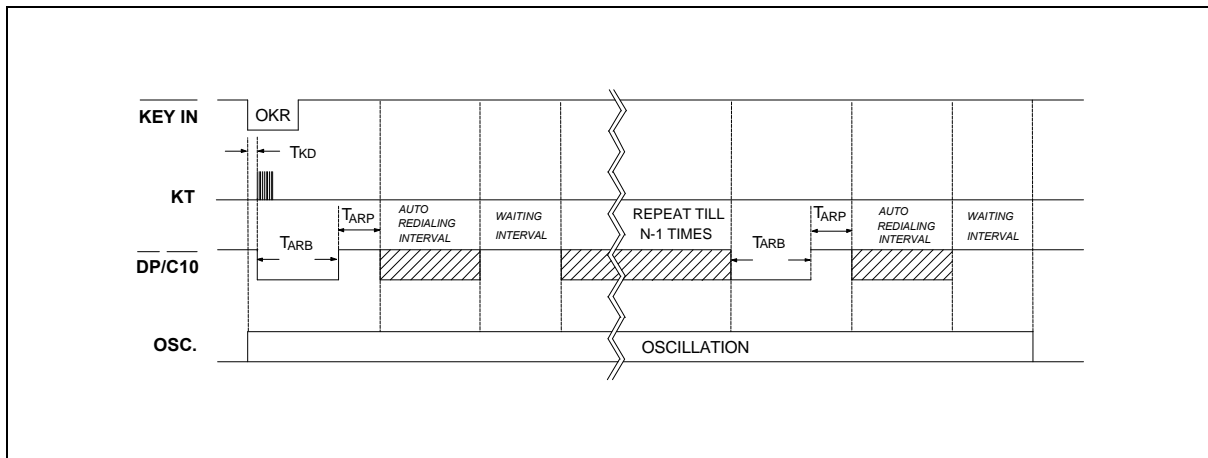 KEY IN
OKR
TKD
KT
TARP
AUTO
REDIALING
INTERVAL
WAITING
INTERVAL
REPEAT TILL
N-1 TIMES
TARP
AUTO
REDIALING
INTERVAL
WAITING
INTERVAL
TARB
TARB
DP/C10
OSC.
OSCILLATION